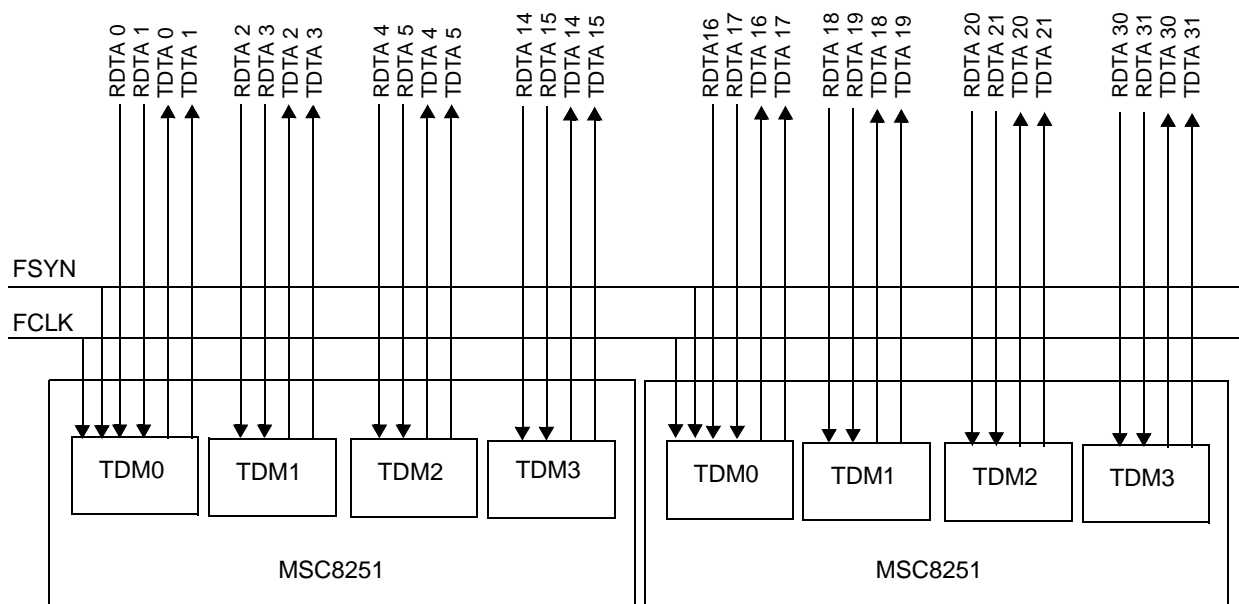 RDTA 0
RDTA 1
TDTA 0
TDTA 1
RDTA 2
RDTA 3
TDTA 2
TDTA 3
RDTA 4
RDTA 5
TDTA 4
TDTA 5
RDTA 14
RDTA 15
TDTA 14
TDTA 15
RDTA16
RDTA 17
TDTA 16
TDTA 17
RDTA 18
RDTA 19
TDTA 18
TDTA 19
RDTA 20
RDTA 21
TDTA 20
TDTA 21
RDTA 30
RDTA 31
TDTA 30
TDTA 31
FSYN
FCLK
TDM0
TDM1
TDM2
TDM3
TDM0
TDM1
TDM2
TDM3
MSC8251
MSC8251